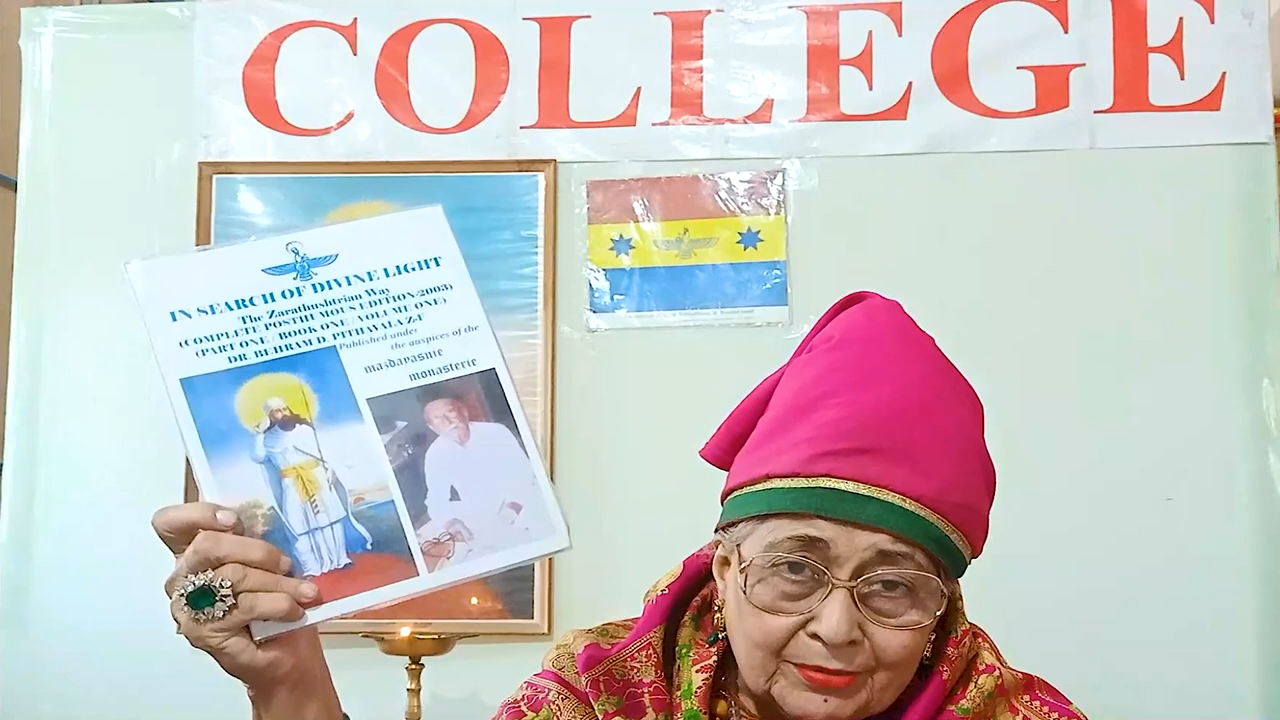 COLLEGE
IN SEARCH OF DIVINE LIGHT
The Zarathushtrian Way
(COMPLETE POSTHUMOUS EDITION-2003)
(PART ONE / BOOK ONE / VOLUME ONE)
DR. BEHRAM D. PITHAVALA Z-F
Published under
the auspices of the
mazdayasnie
monasterie